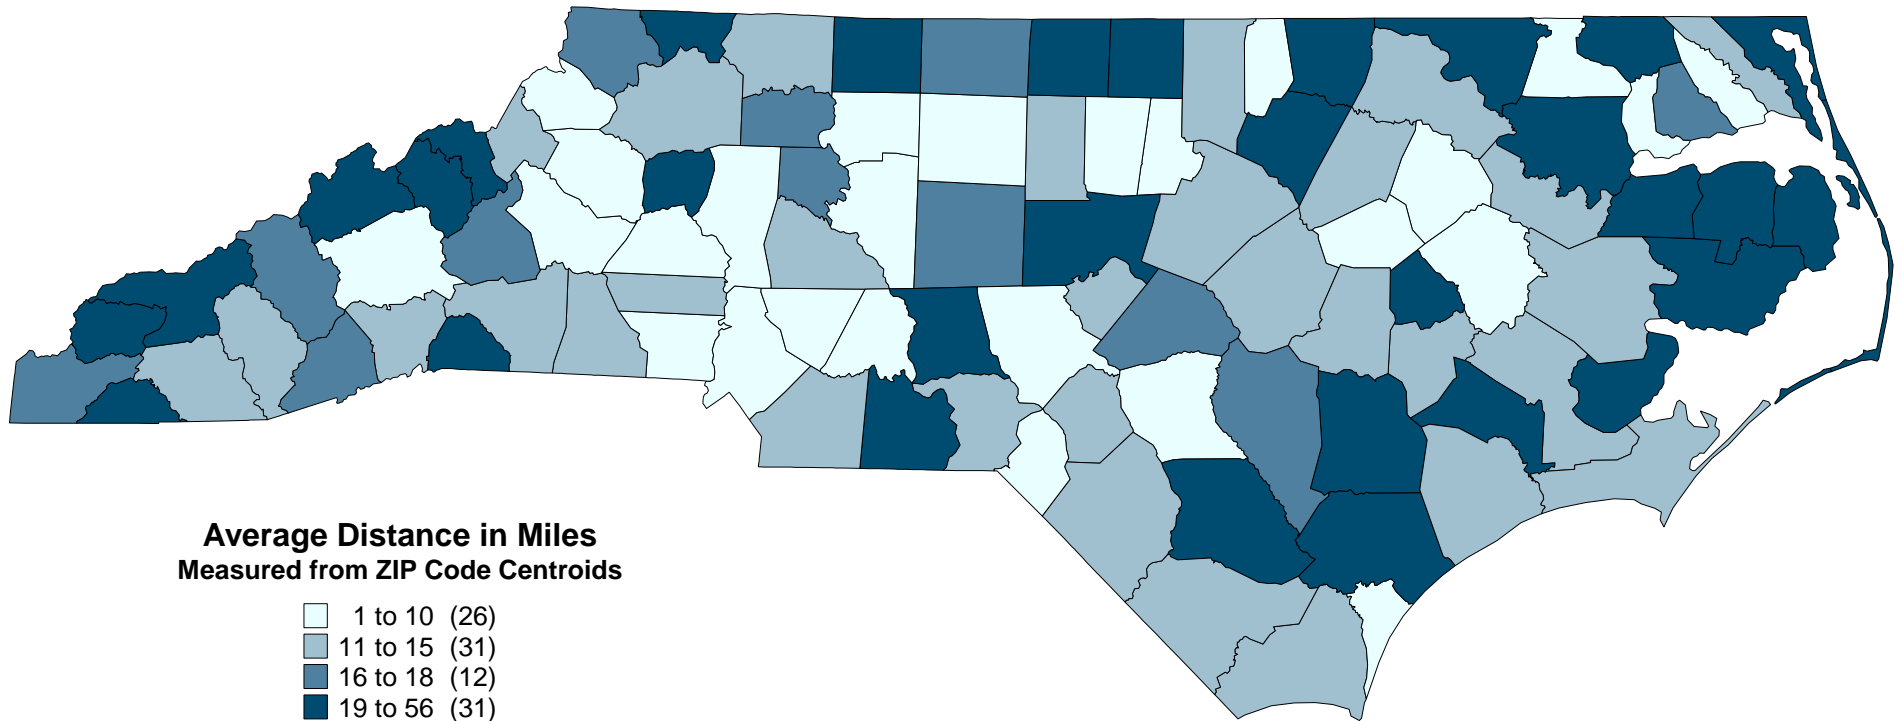 Average Distance in Miles
Measured from ZIP Code Centroids
1 to 10 (26)
11 to 15 (31)
16 to 18 (12)
19 to 56 (31)